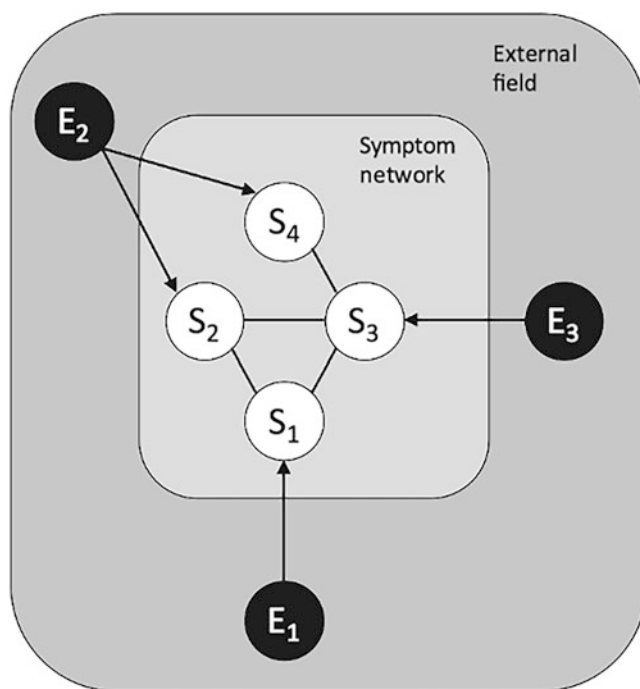 External
field
E₂
Symptom
network
S₄
S₂
S₃
E₃
S₁
E₁